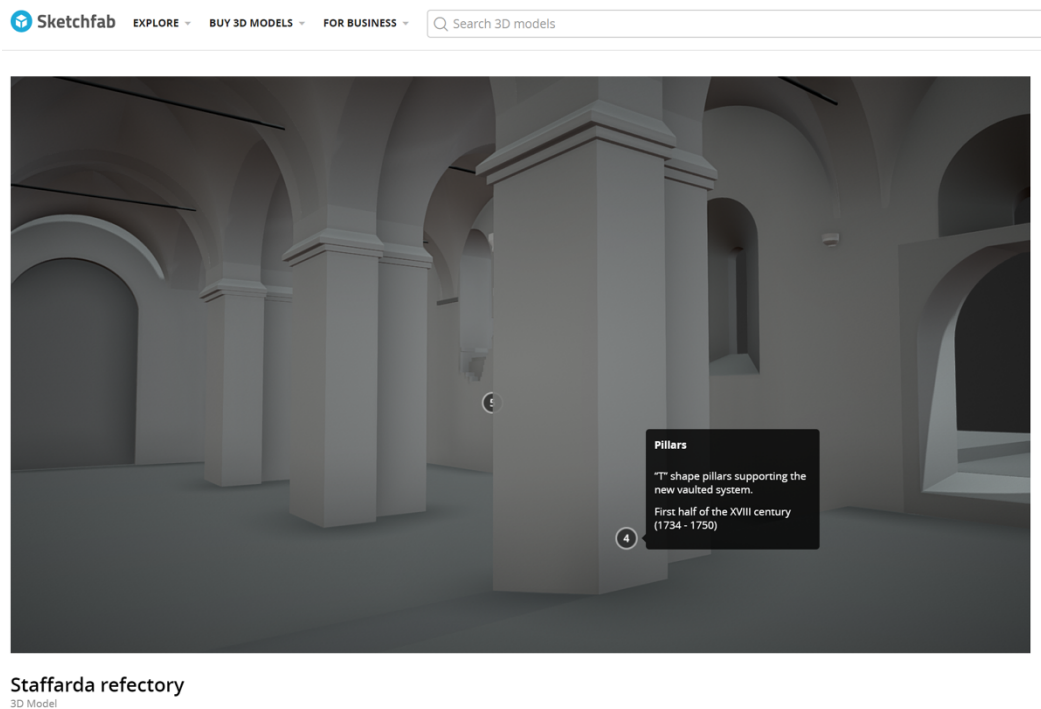 Sketchfab EXPLORE BUY 3D MODELS FOR BUSINESS Search 3D models
5
Pillars
“T” shape pillars supporting the
new vaulted system.
First half of the XVIII century
(1734 - 1750)
4
Staffarda refectory
3D Model